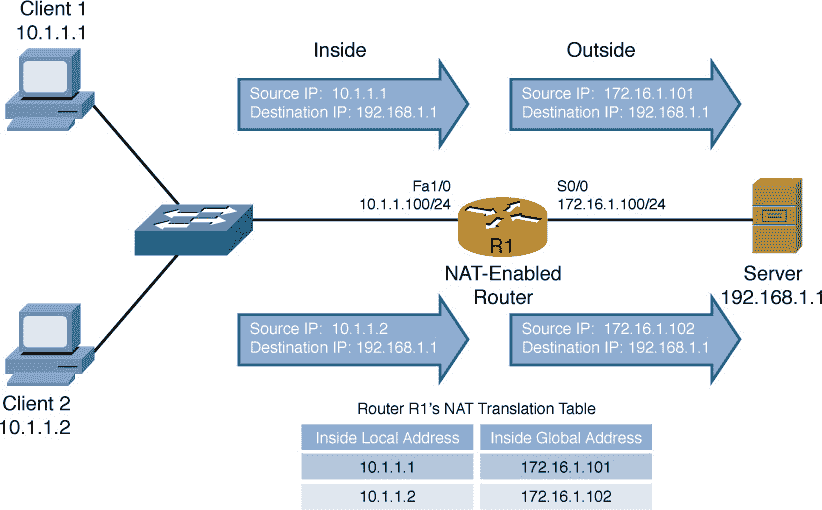 Client 1
10.1.1.1
Inside
Outside
Source IP: 10.1.1.1
Destination IP: 192.168.1.1
Source IP: 172.16.1.101
Destination IP: 192.168.1.1
Fa1/0
10.1.1.100/24
S0/0
172.16.1.100/24
R1
NAT-Enabled
Router
Server
192.168.1.1
Source IP: 10.1.1.2
Destination IP: 192.168.1.1
Source IP: 172.16.1.102
Destination IP: 192.168.1.1
Client 2
10.1.1.2
Router R1's NAT Translation Table
Inside Local Address
Inside Global Address
10.1.1.1
172.16.1.101
10.1.1.2
172.16.1.102